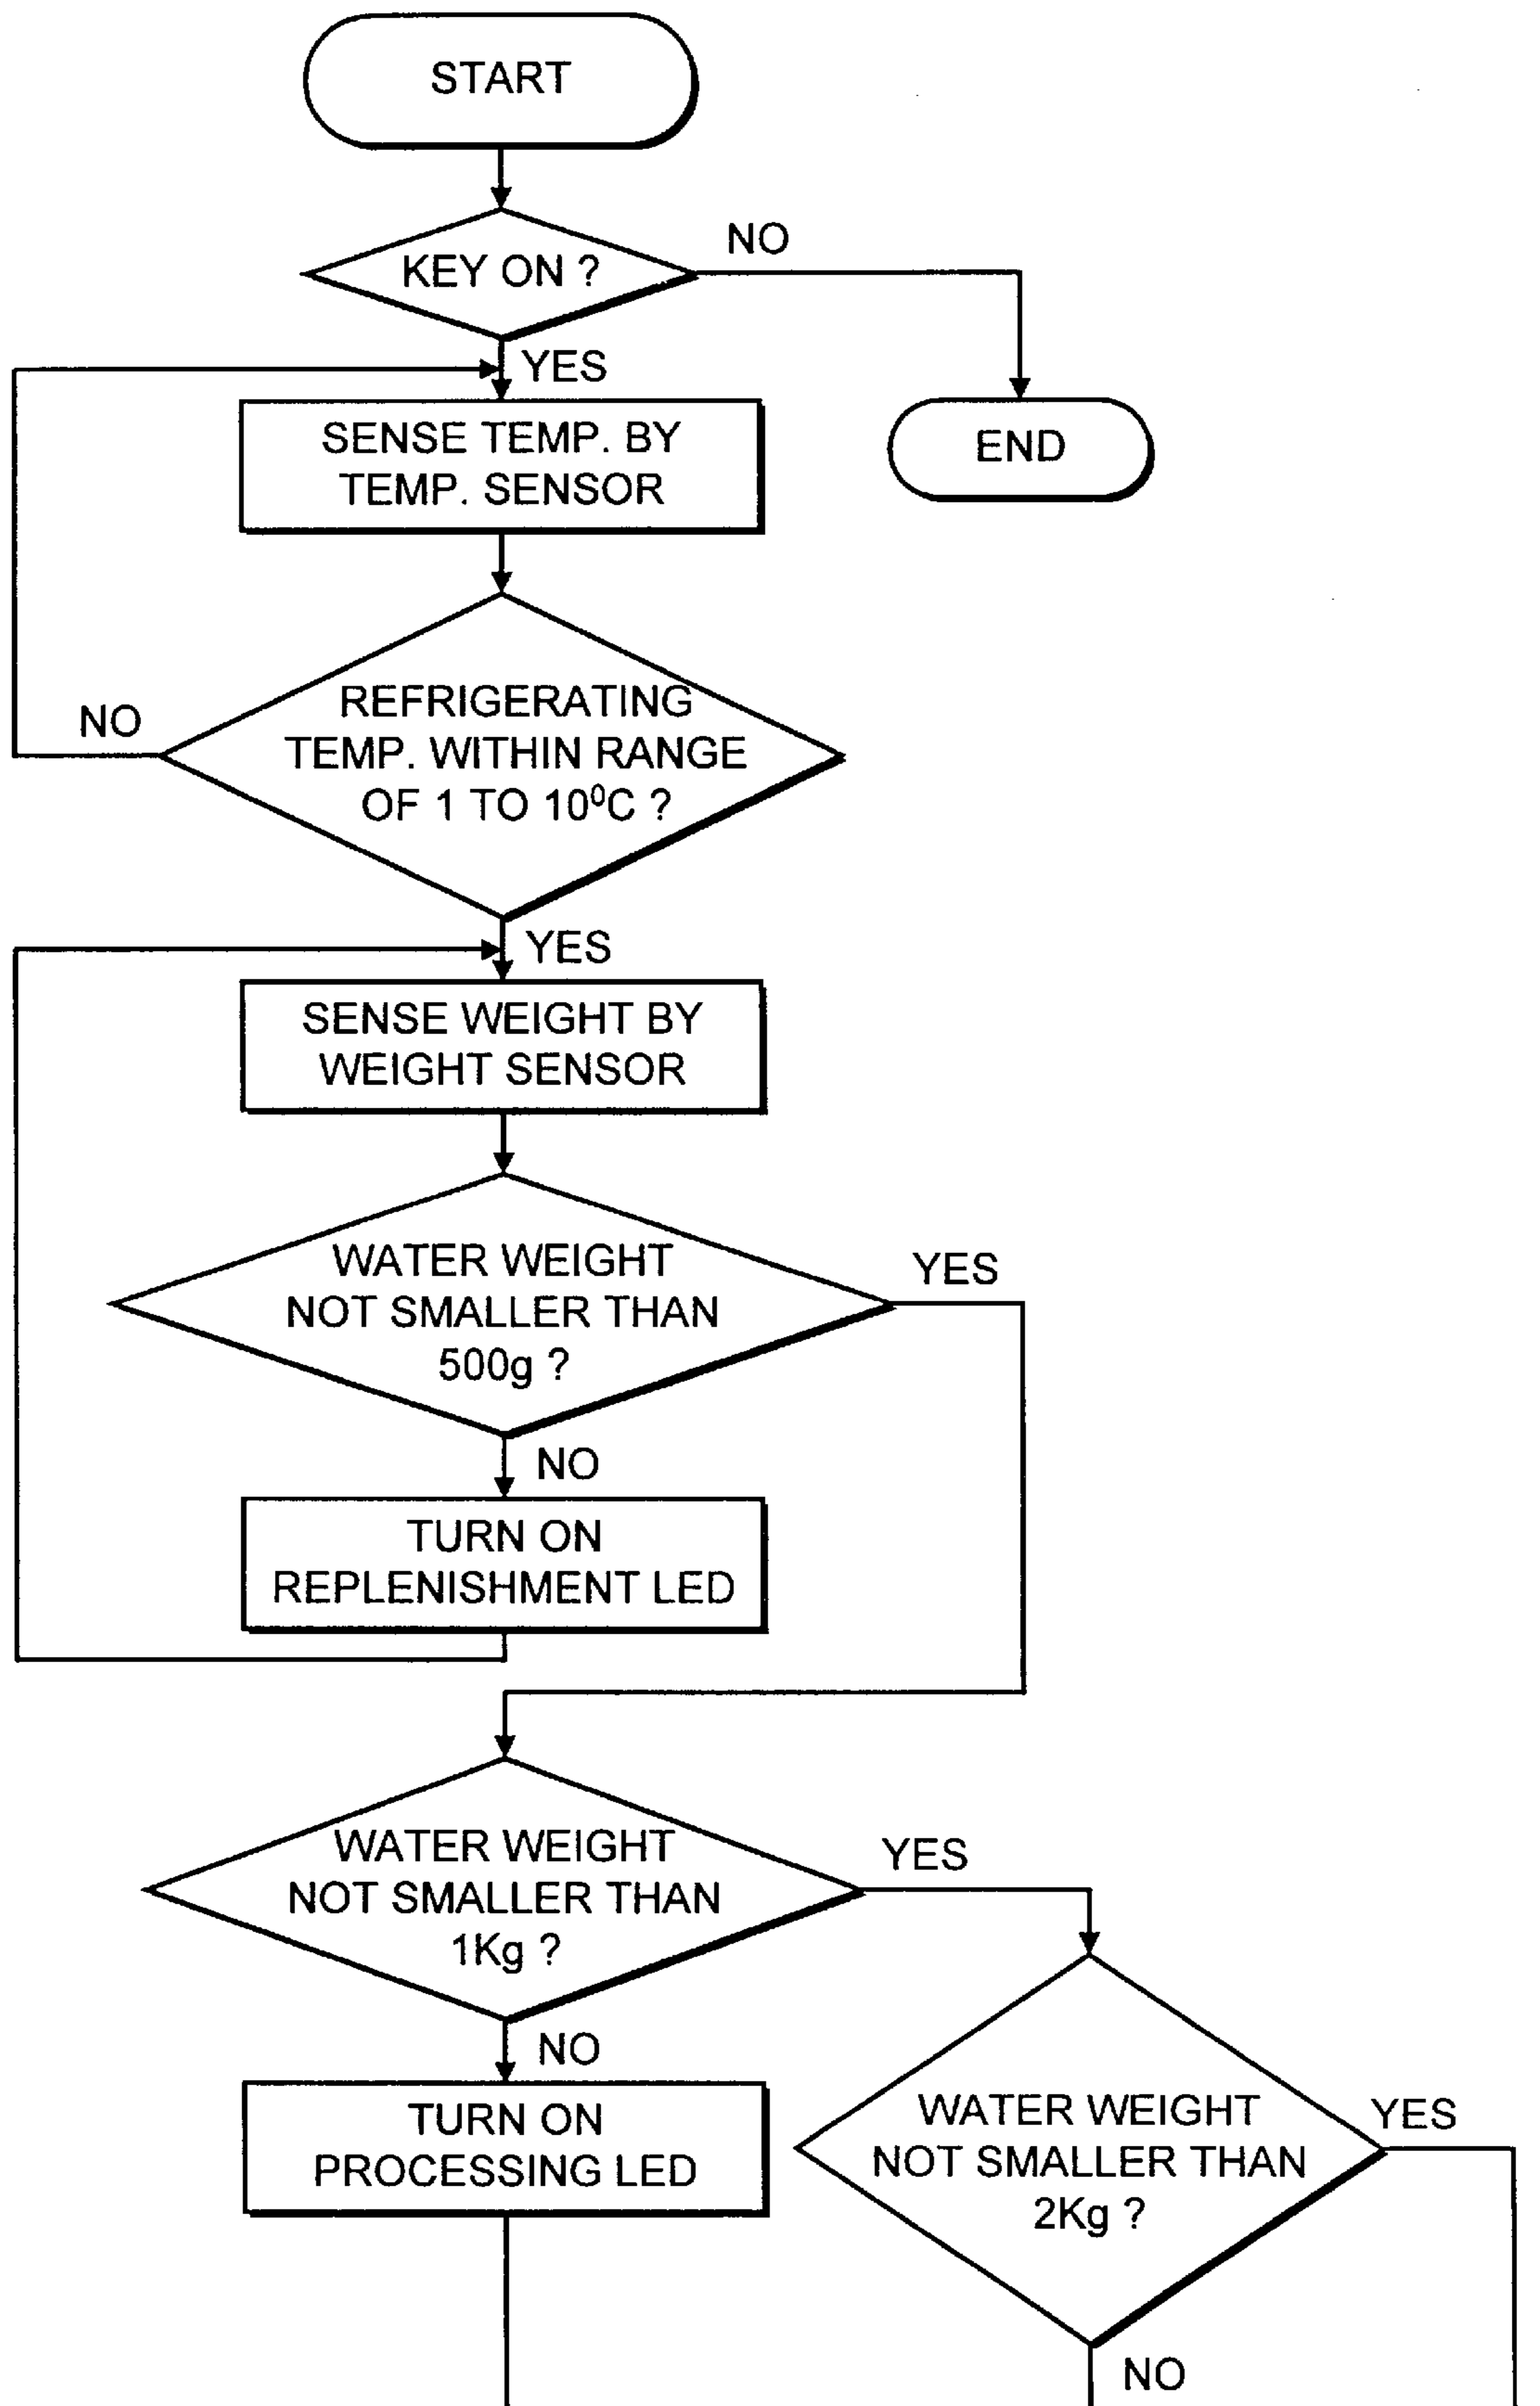 START
KEY ON ?
NO
YES
SENSE TEMP. BY
TEMP. SENSOR
END
REFRIGERATING
TEMP. WITHIN RANGE
OF 1 TO 10⁰C ?
NO
YES
SENSE WEIGHT BY
WEIGHT SENSOR
WATER WEIGHT
NOT SMALLER THAN
500g ?
YES
NO
TURN ON
REPLENISHMENT LED
WATER WEIGHT
NOT SMALLER THAN
1Kg ?
YES
NO
TURN ON
PROCESSING LED
WATER WEIGHT
NOT SMALLER THAN
2Kg ?
YES
NO